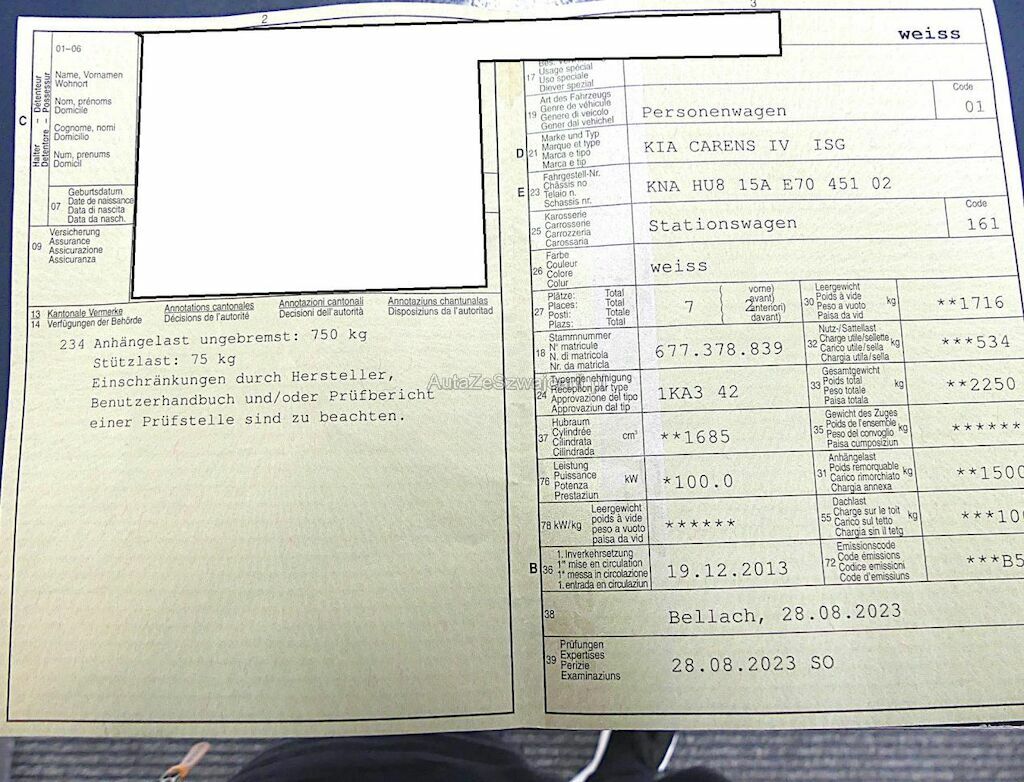 2
3
C
Halter – Détenteur
Detentore – Possessur
01–06
Name, Vornamen
Wohnort
Nom, prénoms
Domicile
Cognome, nomi
Domicilio
Num, prenums
Domicil
07
Geburtsdatum
Date de naissance
Data di nascita
Data da nasch.
09
Versicherung
Assurance
Assicurazione
Assicuranza
13 Kantonale Vermerke
14 Verfügungen der Behörde
Annotations cantonales
Décisions de l'autorité
Annotazioni cantonali
Decisioni dell'autorità
Annotaziuns chantunalas
Disposiziuns da l'autoritad
234 Anhängelast ungebremst: 750 kg
Stützlast: 75 kg
Einschränkungen durch Hersteller,
Benutzerhandbuch und/oder Prüfbericht
einer Prüfstelle sind zu beachten.
weiss
17
Usage spécial
Uso speciale
Diever spezial
19
Art des Fahrzeugs
Genre de véhicule
Genere di veicolo
Gener dal vehichel
Personenwagen
Code
01
D 21
Marke und Typ
Marque et type
Marca e tipo
Marca e tip
KIA CARENS IV ISG
E 23
Fahrgestell-Nr.
Châssis no
Telaio n.
Schassis nr.
KNA HU8 15A E70 451 02
25
Karosserie
Carrosserie
Carrozzeria
Carossaria
Stationswagen
Code
161
26
Farbe
Couleur
Colore
Colur
weiss
27
Plätze: Total
Places: Total
Posti: Totale
Plazs: Total
7
vorne)
avant)
anteriori)
davant)
2
30
Leergewicht
Poids à vide
Peso a vuoto
Paisa da vid
kg
**1716
18
Stammnummer
N° matricule
N. di matricola
Nr. da matricla
677.378.839
32
Nutz-/Sattellast
Charge utile/sellette
Carico utile/sella
Chargia utila/sella
kg
***534
24
Typengenehmigung
Réception par type
Approvazione del tipo
Approvaziun dal tip
1KA3 42
33
Gesamtgewicht
Poids total
Peso totale
Paisa totala
kg
**2250
37
Hubraum
Cylindrée
Cilindrata
Cilindrada
cm³
**1685
35
Gewicht des Zuges
Poids de l'ensemble
Peso del convoglio
Paisa cumposiziun
kg
******
76
Leistung
Puissance
Potenza
Prestaziun
kW
*100.0
31
Anhängelast
Poids remorquable
Carico rimorchiato
Chargia annexa
kg
**1500
78 kW/kg
Leergewicht
poids à vide
peso a vuoto
paisa da vid
******
55
Dachlast
Charge sur le toit
Carico sul tetto
Chargia sin il tetg
kg
***10
B 36
1. Inverkehrsetzung
1re mise en circulation
1a messa in circolazione
1. entrada en circulaziun
19.12.2013
72
Emissionscode
Code émissions
Codice emissioni
Code d'emissiuns
***B5
38
Bellach, 28.08.2023
39
Prüfungen
Expertises
Perizie
Examinaziuns
28.08.2023 SO